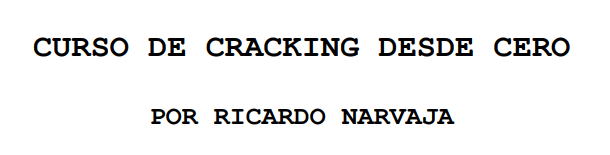 CURSO DE CRACKING DESDE CERO
POR RICARDO NARVAJA